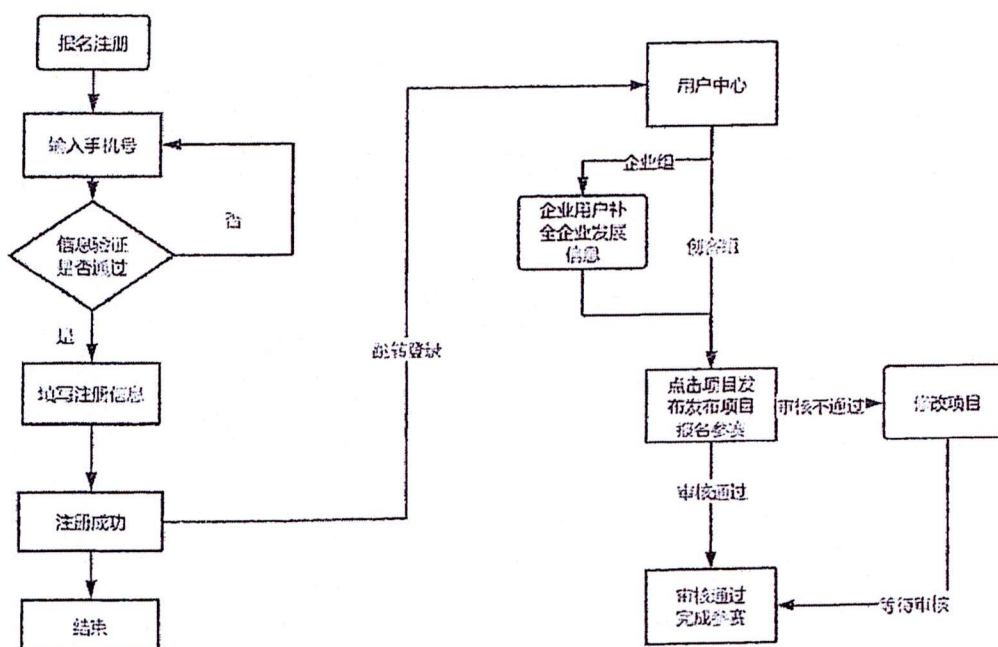 报名注册
输入手机号
信息验证
是否通过
否
是
填写注册信息
注册成功
结束
跳转登录
用户中心
企业组
企业用户补
全企业发展
信息
创客组
点击项目发
布发布项目
报名参赛
审核不通过
修改项目
审核通过
等待审核
审核通过
完成参赛